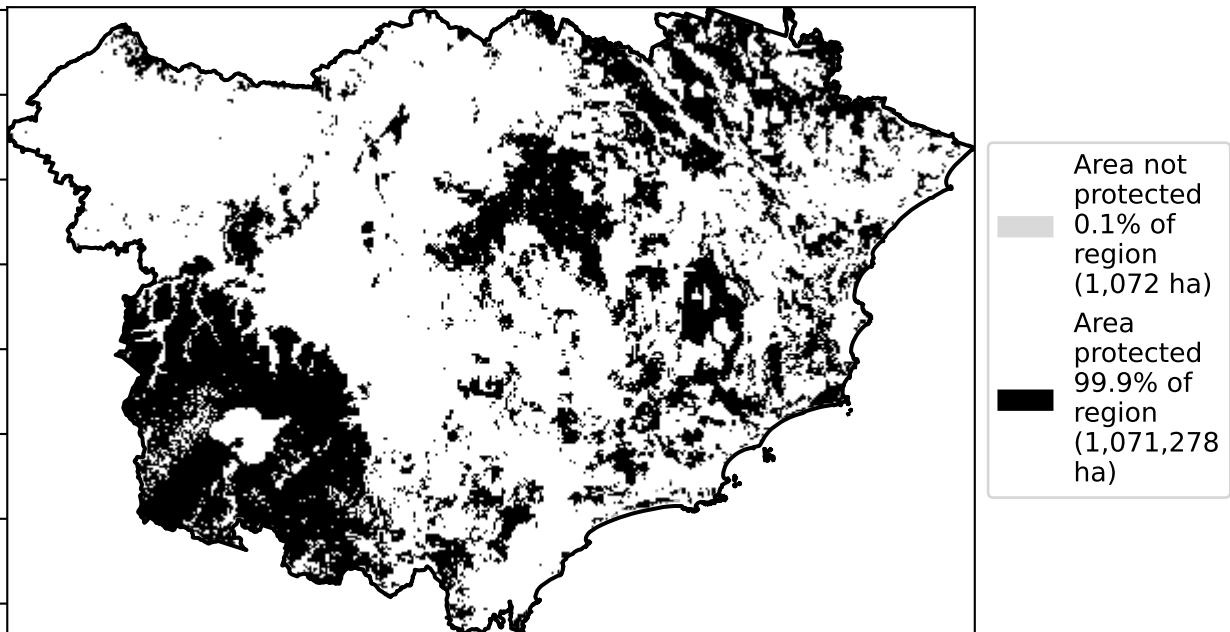 Area not
protected
0.1% of
region
(1,072 ha)
Area
protected
99.9% of
region
(1,071,278
ha)